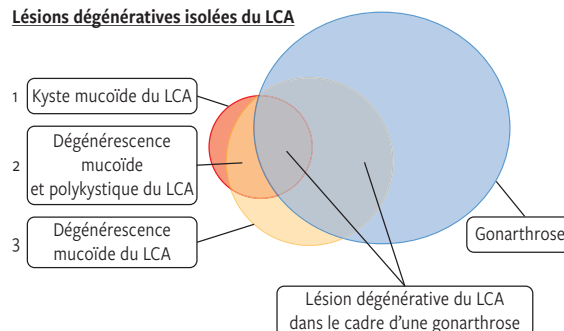 Lésions dégénératives isolées du LCA
1 Kyste mucoïde du LCA
2 Dégénérescence
mucoïde
et polykystique du LCA
3 Dégénérescence
mucoïde du LCA
Gonarthrose
Lésion dégénérative du LCA
dans le cadre d'une gonarthrose